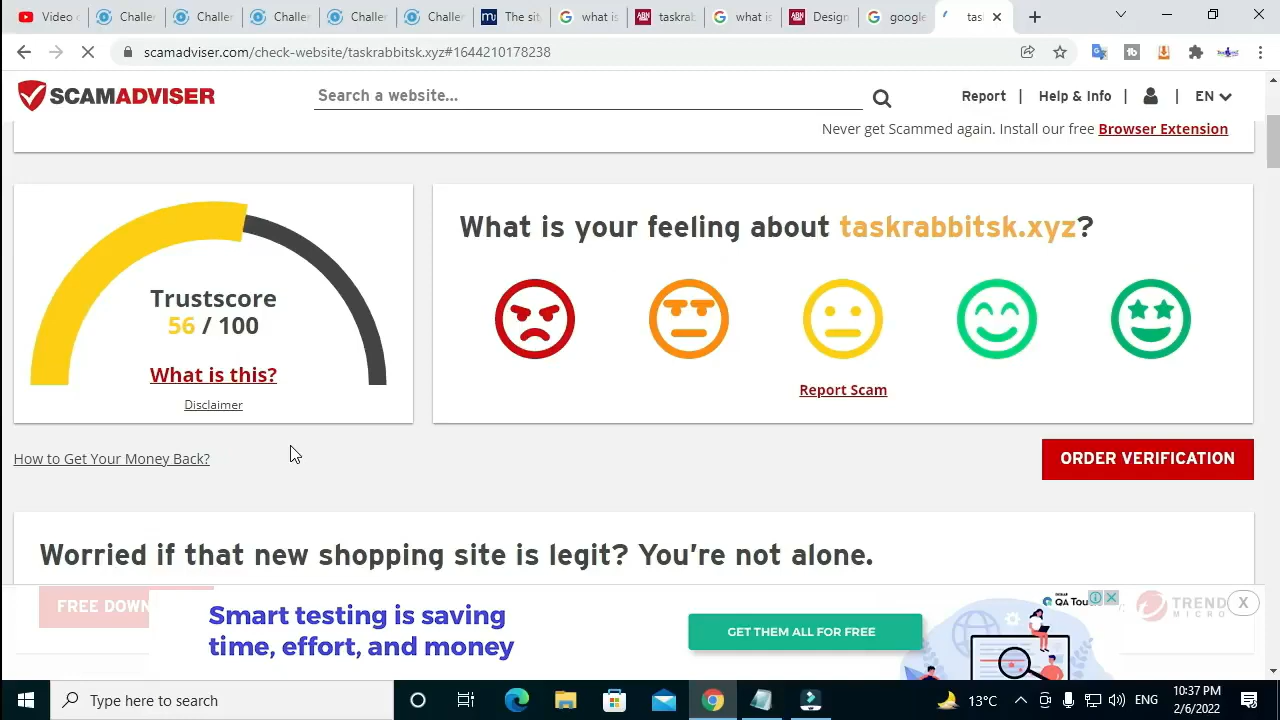 Video
Challe
Challe
Challe
Challe
Challe
The sit
what is
taskrab
what is
Design
google
tas
scamadviser.com/check-website/taskrabbitsk.xyz#1644210178238
SCAMADVISER
Search a website...
Report | Help & Info | | EN
Never get Scammed again. Install our free Browser Extension
What is your feeling about taskrabbitsk.xyz?
Trustscore
56 / 100
What is this?
Disclaimer
Report Scam
How to Get Your Money Back?
ORDER VERIFICATION
Worried if that new shopping site is legit? You're not alone.
FREE DOWN
Smart testing is saving
time, effort, and money
GET THEM ALL FOR FREE
QA Tou
TREND
MICRO
X
Type here to search
13°C
ENG
10:37 PM
2/6/2022